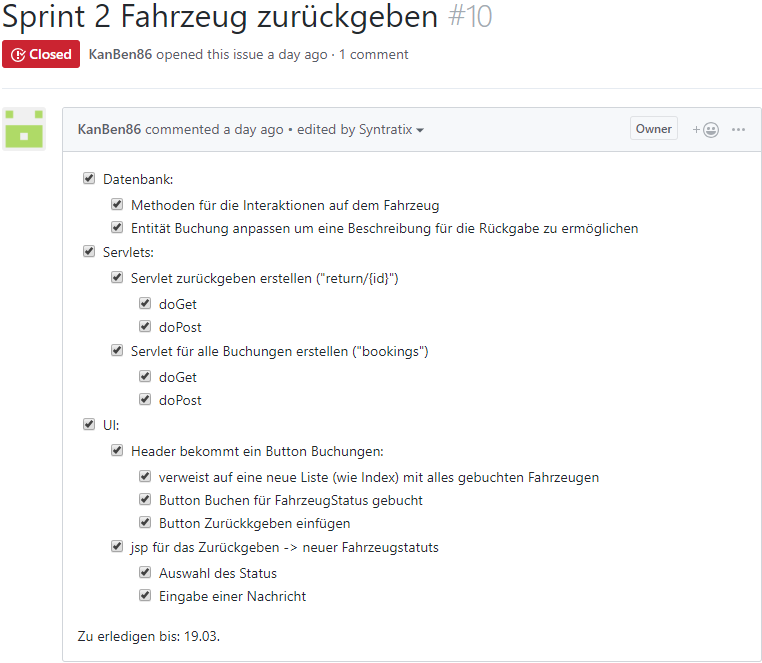 Sprint 2 Fahrzeug zurückgeben #10
Closed KanBen86 opened this issue a day ago · 1 comment
KanBen86 commented a day ago • edited by Syntratix Owner
Datenbank:
Methoden für die Interaktionen auf dem Fahrzeug
Entität Buchung anpassen um eine Beschreibung für die Rückgabe zu ermöglichen
Servlets:
Servlet zurückgeben erstellen ("return/{id}")
doGet
doPost
Servlet für alle Buchungen erstellen ("bookings")
doGet
doPost
UI:
Header bekommt ein Button Buchungen:
verweist auf eine neue Liste (wie Index) mit alles gebuchten Fahrzeugen
Button Buchen für FahrzeugStatus gebucht
Button Zurückkgeben einfügen
jsp für das Zurückgeben -> neuer Fahrzeugstatuts
Auswahl des Status
Eingabe einer Nachricht
Zu erledigen bis: 19.03.